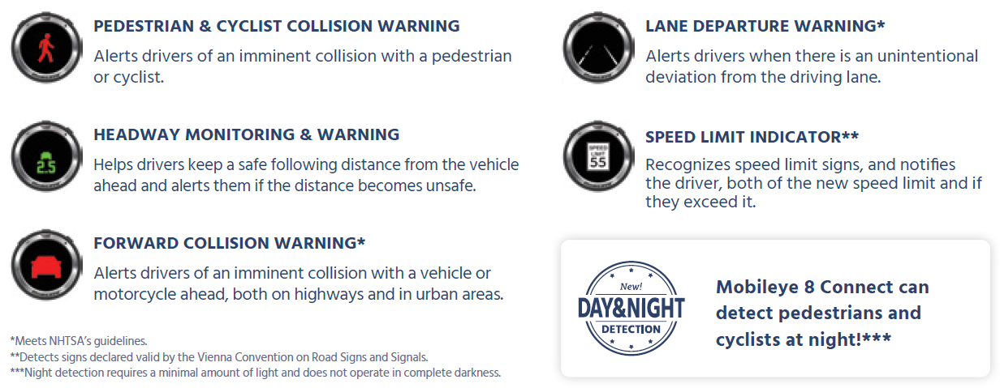 PEDESTRIAN & CYCLIST COLLISION WARNING
Alerts drivers of an imminent collision with a pedestrian
or cyclist.
2.5
HEADWAY MONITORING & WARNING
Helps drivers keep a safe following distance from the vehicle
ahead and alerts them if the distance becomes unsafe.
FORWARD COLLISION WARNING*
Alerts drivers of an imminent collision with a vehicle or
motorcycle ahead, both on highways and in urban areas.
*Meets NHTSA's guidelines.
**Detects signs declared valid by the Vienna Convention on Road Signs and Signals.
***Night detection requires a minimal amount of light and does not operate in complete darkness.
LANE DEPARTURE WARNING*
Alerts drivers when there is an unintentional
deviation from the driving lane.
SPEED
LIMIT
55
SPEED LIMIT INDICATOR**
Recognizes speed limit signs, and notifies
the driver, both of the new speed limit and if
they exceed it.
New!
DAY&NIGHT
DETECTION
Mobileye 8 Connect can
detect pedestrians and
cyclists at night!***